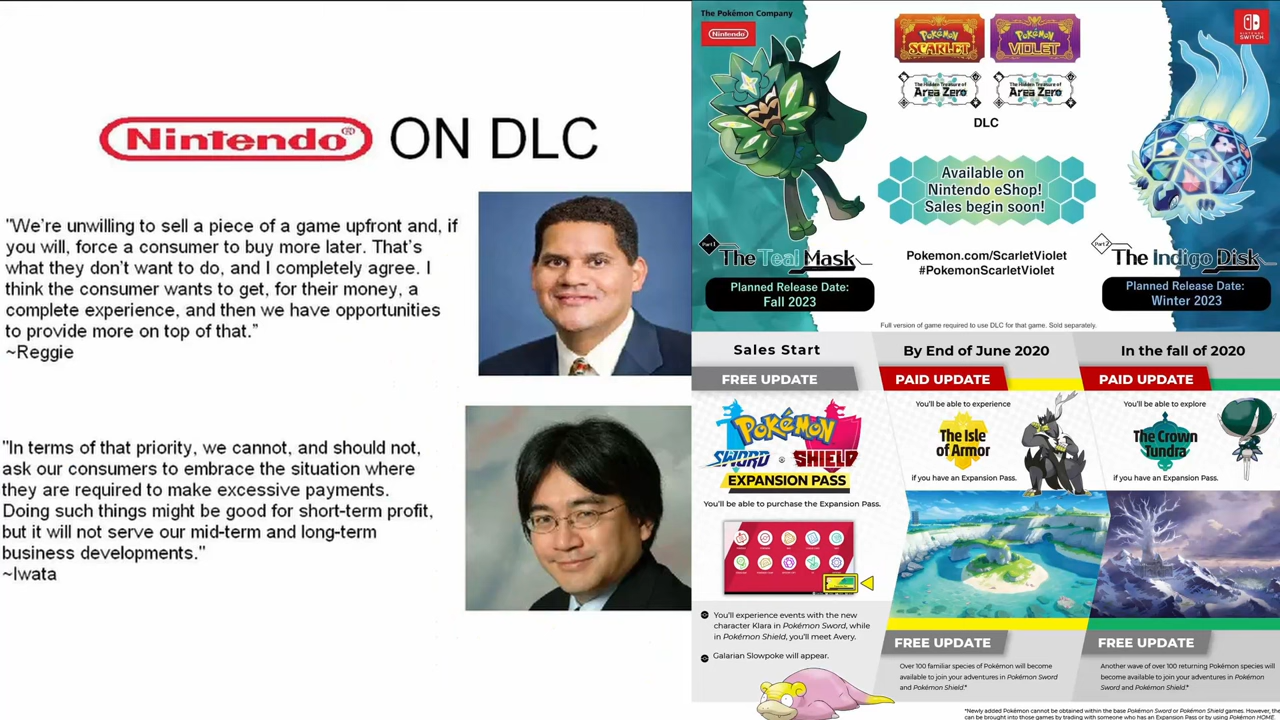 Nintendo® ON DLC
"We're unwilling to sell a piece of a game upfront and, if
you will, force a consumer to buy more later. That's
what they don't want to do, and I completely agree. I
think the consumer wants to get, for their money, a
complete experience, and then we have opportunities
to provide more on top of that."
~Reggie
"In terms of that priority, we cannot, and should not,
ask our consumers to embrace the situation where
they are required to make excessive payments.
Doing such things might be good for short-term profit,
but it will not serve our mid-term and long-term
business developments."
~Iwata
The Pokémon Company
Nintendo
POKÉMON
SCARLET
POKÉMON
VIOLET
NINTENDO
SWITCH
The Hidden Treasure of
Area Zero
The Hidden Treasure of
Area Zero
DLC
Available on
Nintendo eShop!
Sales begin soon!
Pokemon.com/ScarletViolet
#PokemonScarletViolet
Part 1
The Teal Mask
Planned Release Date:
Fall 2023
Part 2
The Indigo Disk
Planned Release Date:
Winter 2023
Full version of game required to use DLC for that game. Sold separately.
Sales Start
FREE UPDATE
POKÉMON
SWORD & SHIELD
EXPANSION PASS
You'll be able to purchase the Expansion Pass.
You'll experience events with the new
character Klara in Pokémon Sword, while
in Pokémon Shield, you'll meet Avery.
Galarian Slowpoke will appear.
By End of June 2020
PAID UPDATE
You'll be able to experience
The Isle
of
Armor
if you have an Expansion Pass.
FREE UPDATE
Over 100 familiar species of Pokémon will become
available to join your adventures in Pokémon Sword
and Pokémon Shield.*
In the fall of 2020
PAID UPDATE
You'll be able to explore
The Crown
Tundra
if you have an Expansion Pass.
FREE UPDATE
Another wave of over 100 returning Pokémon species will
become available to join your adventures in Pokémon
Sword and Pokémon Shield.*
*Newly added Pokémon cannot be obtained within the base Pokémon Sword or Pokémon Shield games. However, the
can be brought into those games by trading with someone who has an Expansion Pass or by using Pokémon HOME.